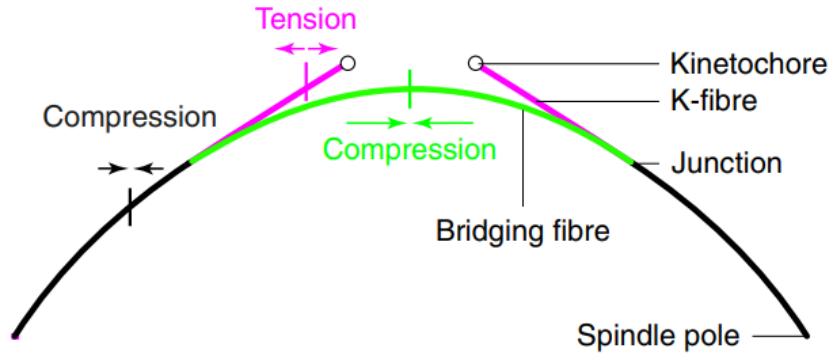 Tension
Kinetochore
K-fibre
Compression
Compression
Junction
Bridging fibre
Spindle pole